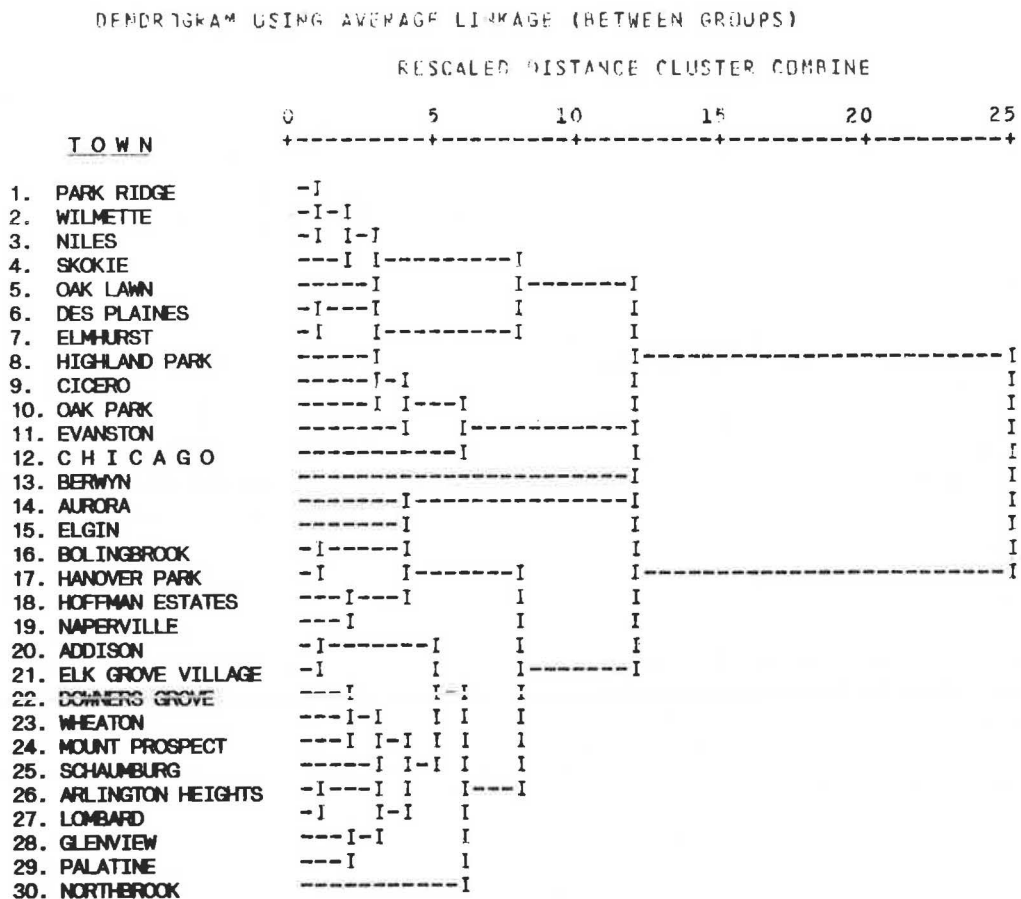 DENDROGRAM USING AVERAGE LINKAGE (BETWEEN GROUPS)
RESCALED DISTANCE CLUSTER COMBINE
0 5 10 15 20 25
T O W N +---------+---------+---------+---------+---------+
1. PARK RIDGE
2. WILMETTE
3. NILES
4. SKOKIE
5. OAK LAWN
6. DES PLAINES
7. ELMHURST
8. HIGHLAND PARK
9. CICERO
10. OAK PARK
11. EVANSTON
12. C H I C A G O
13. BERWYN
14. AURORA
15. ELGIN
16. BOLINGBROOK
17. HANOVER PARK
18. HOFFMAN ESTATES
19. NAPERVILLE
20. ADDISON
21. ELK GROVE VILLAGE
22. DOWNERS GROVE
23. WHEATON
24. MOUNT PROSPECT
25. SCHAUMBURG
26. ARLINGTON HEIGHTS
27. LOMBARD
28. GLENVIEW
29. PALATINE
30. NORTHBROOK